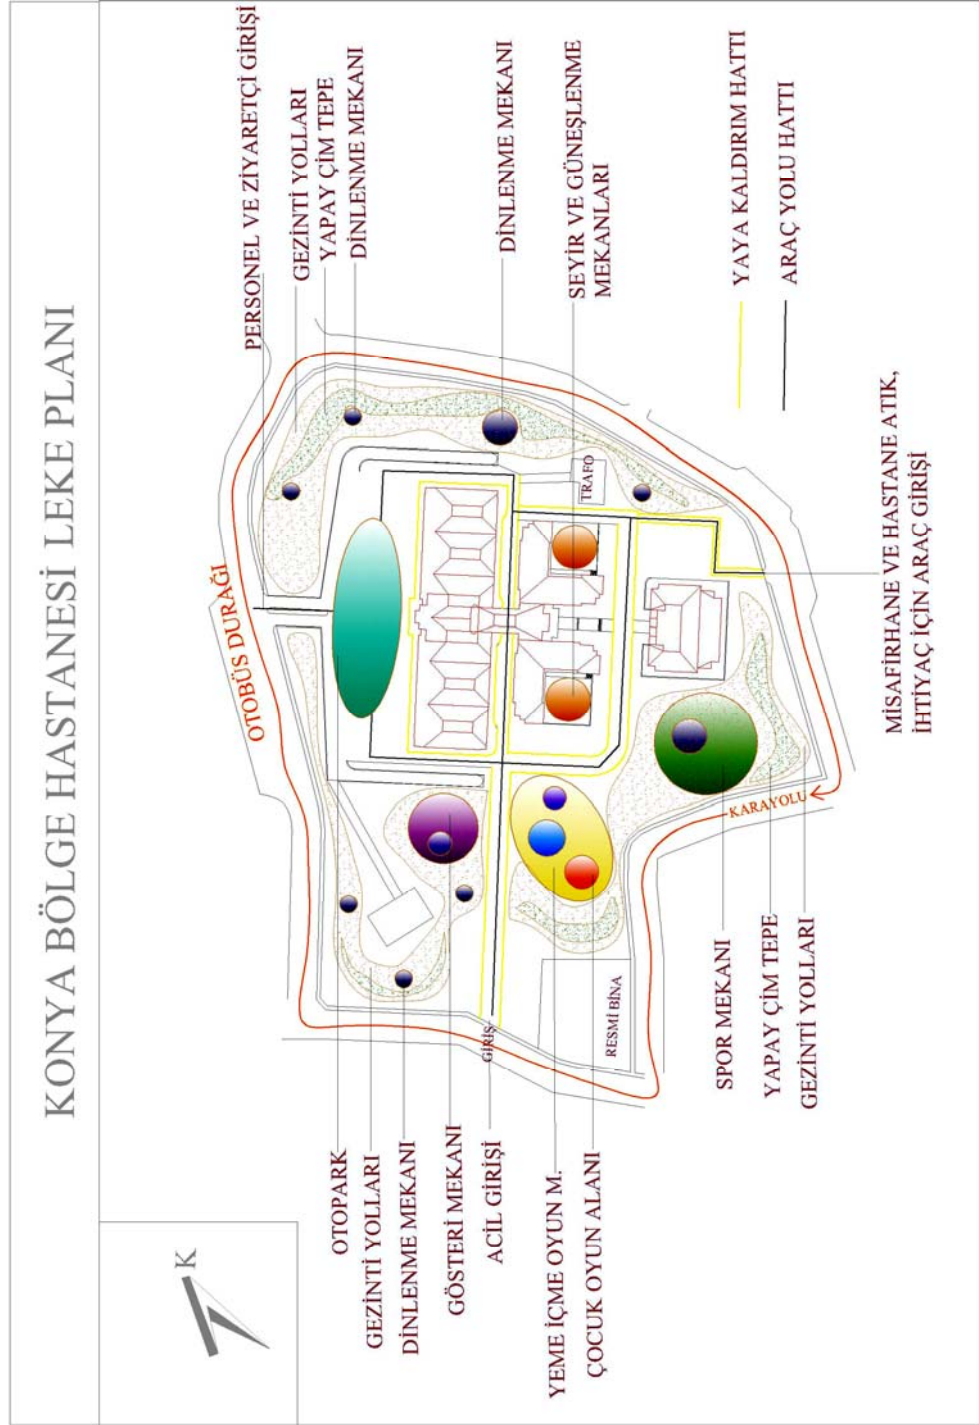 KONYA BÖLGE HASTANESİ LEKE PLANI
K
OTOPARK
GEZİNTİ YOLLARI
DİNLENME MEKANI
GÖSTERİ MEKANI
ACİL GİRİŞİ
YEME İÇME OYUN M.
ÇOCUK OYUN ALANI
SPOR MEKANI
YAPAY ÇİM TEPE
GEZİNTİ YOLLARI
OTOBÜS DURAĞI
GİRİŞ
RESMİ BİNA
KARAYOLU
TRAFO
PERSONEL VE ZİYARETÇİ GİRİŞİ
GEZİNTİ YOLLARI
YAPAY ÇİM TEPE
DİNLENME MEKANI
DİNLENME MEKANI
SEYİR VE GÜNEŞLENME
MEKANLARI
YAYA KALDIRIM HATTI
ARAÇ YOLU HATTI
MİSAFİRHANE VE HASTANE ATIK,
İHTİYAÇ İÇİN ARAÇ GİRİŞİ